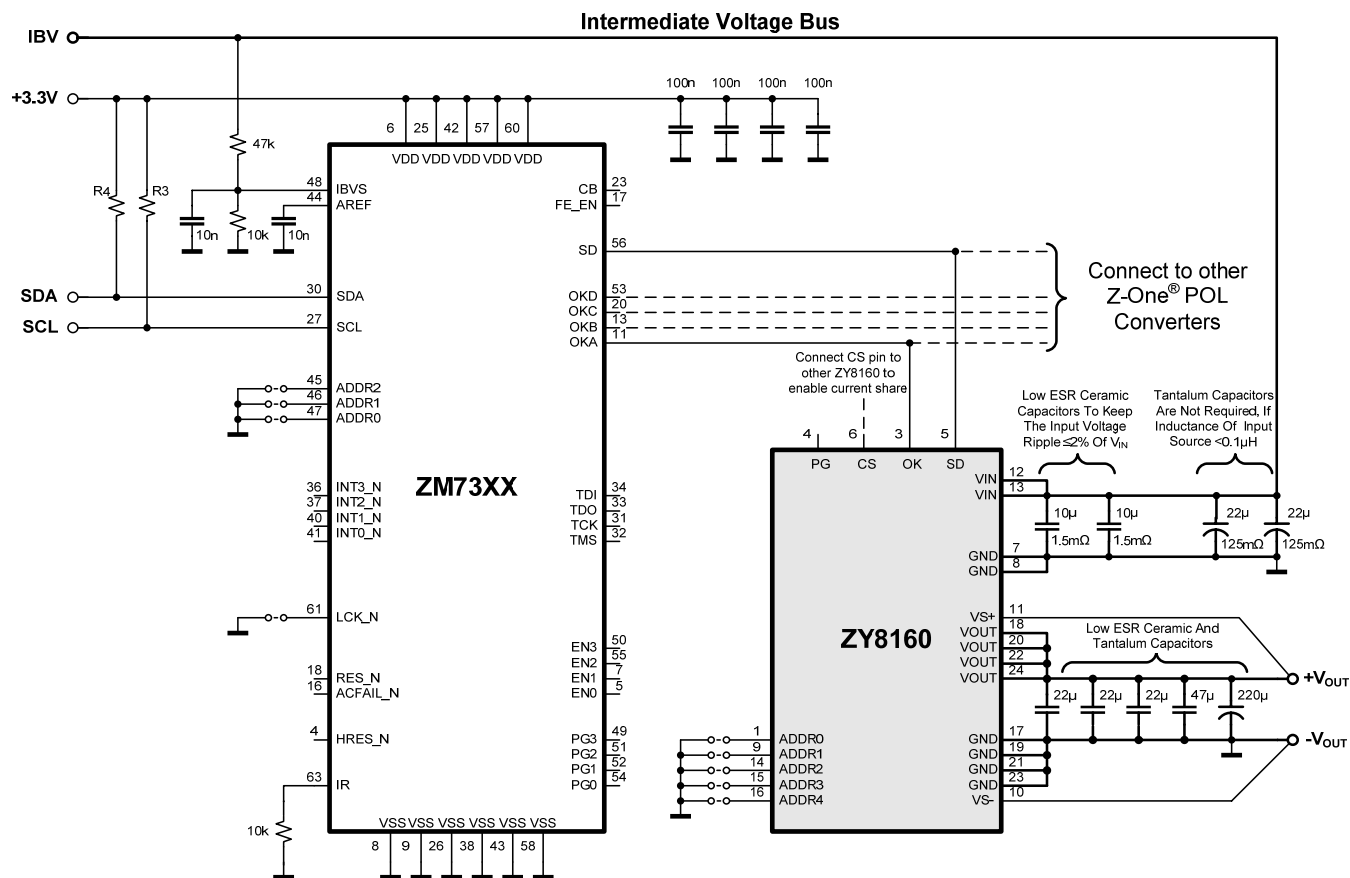 Intermediate Voltage Bus
IBV
+3.3V
100n 100n 100n 100n
6 25 42 57 60
VDD VDD VDD VDD VDD
47k
R4 R3
10n 10k 10n
48 IBVS
44 AREF
CB 23
FE_EN 17
SD 56
SDA 30 SDA
SCL 27 SCL
OKD 53
OKC 20
OKB 13
OKA 11
Connect to other
Z-One® POL
Converters
45 ADDR2
46 ADDR1
47 ADDR0
Connect CS pin to
other ZY8160 to
enable current share
Low ESR Ceramic
Capacitors To Keep
The Input Voltage
Ripple ≤2% Of VIN
Tantalum Capacitors
Are Not Required, If
Inductance Of Input
Source <0.1µH
4 6 3 5
PG CS OK SD
ZM73XX
36 INT3_N
37 INT2_N
40 INT1_N
41 INT0_N
TDI 34
TDO 33
TCK 31
TMS 32
VIN 12
VIN 13
10µ 10µ 22µ 22µ
1.5mΩ 1.5mΩ 125mΩ 125mΩ
GND 7
GND 8
61 LCK_N
18 RES_N
16 ACFAIL_N
4 HRES_N
63 IR
10k
EN3 50
EN2 55
EN1 7
EN0 5
PG3 49
PG2 51
PG1 52
PG0 54
VSS VSS VSS VSS VSS VSS
8 9 26 38 43 58
ZY8160
VS+ 11
VOUT 18
VOUT 20
VOUT 22
VOUT 24
Low ESR Ceramic And
Tantalum Capacitors
+VOUT
22µ 22µ 22µ 47µ 220µ
-VOUT
1 ADDR0
9 ADDR1
14 ADDR2
15 ADDR3
16 ADDR4
GND 17
GND 19
GND 21
GND 23
VS- 10